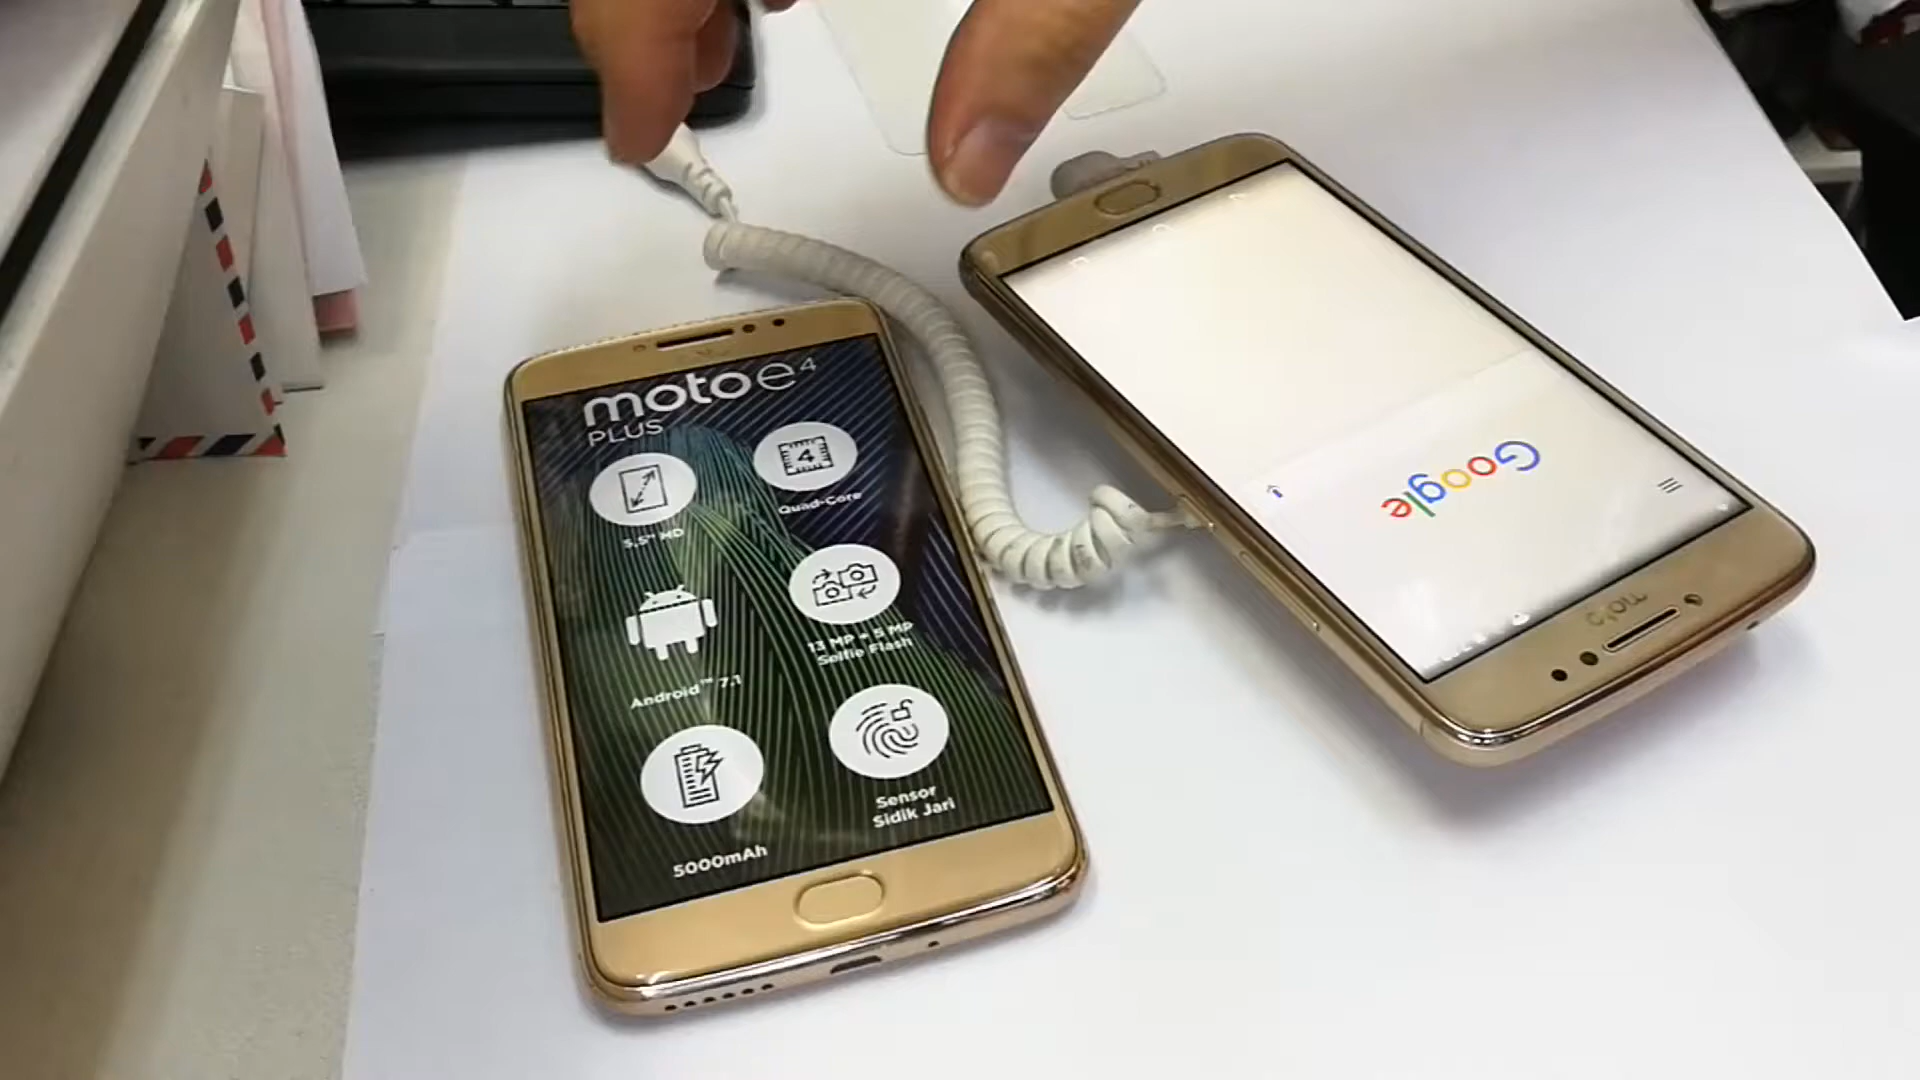 moto e4
PLUS
5.5" HD
4
Quad-Core
Android™ 7.1
13 MP - 5 MP
Selfie Flash
5000mAh
Sensor
Sidik Jari
Google
moto